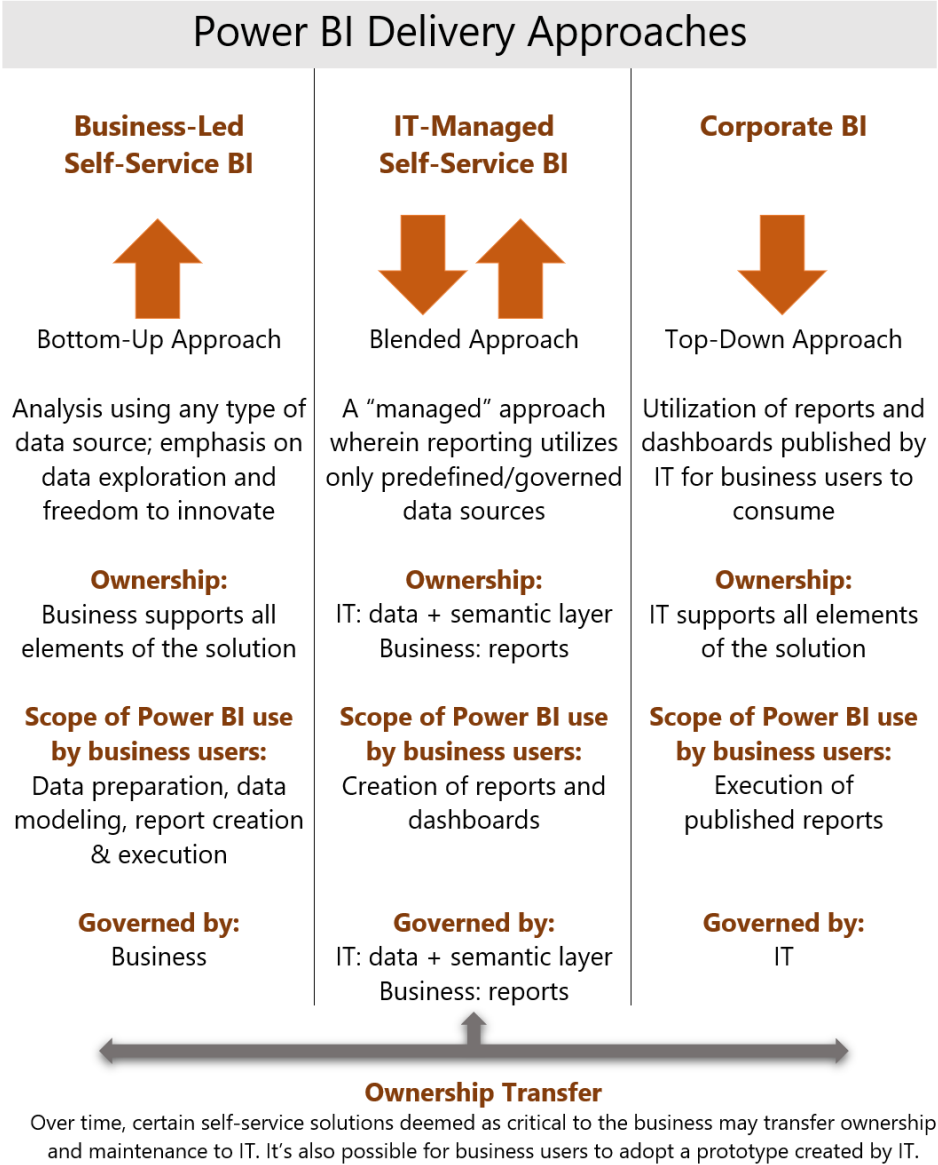 Power BI Delivery Approaches
Business-Led
Self-Service BI
Bottom-Up Approach
Analysis using any type of
data source; emphasis on
data exploration and
freedom to innovate
Ownership:
Business supports all
elements of the solution
Scope of Power BI use
by business users:
Data preparation, data
modeling, report creation
& execution
Governed by:
Business
IT-Managed
Self-Service BI
Blended Approach
A “managed” approach
wherein reporting utilizes
only predefined/governed
data sources
Ownership:
IT: data + semantic layer
Business: reports
Scope of Power BI use
by business users:
Creation of reports and
dashboards
Governed by:
IT: data + semantic layer
Business: reports
Corporate BI
Top-Down Approach
Utilization of reports and
dashboards published by
IT for business users to
consume
Ownership:
IT supports all elements
of the solution
Scope of Power BI use
by business users:
Execution of
published reports
Governed by:
IT
Ownership Transfer
Over time, certain self-service solutions deemed as critical to the business may transfer ownership
and maintenance to IT. It’s also possible for business users to adopt a prototype created by IT.